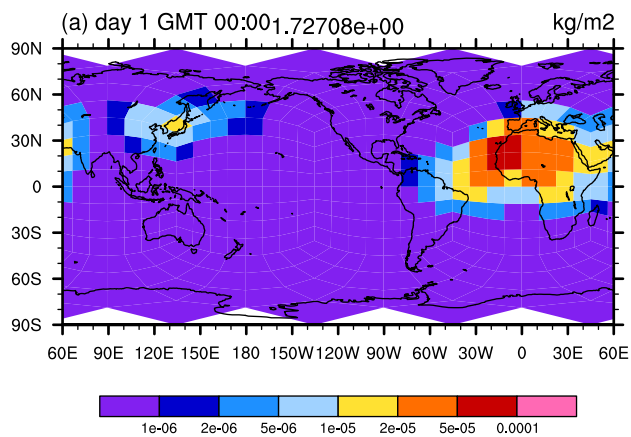 (a) day 1 GMT 00:00 1.72708e+00 kg/m2
90N
60N
30N
0
30S
60S
90S
60E 90E 120E 150E 180 150W 120W 90W 60W 30W 0 30E 60E
1e-06 2e-06 5e-06 1e-05 2e-05 5e-05 0.0001